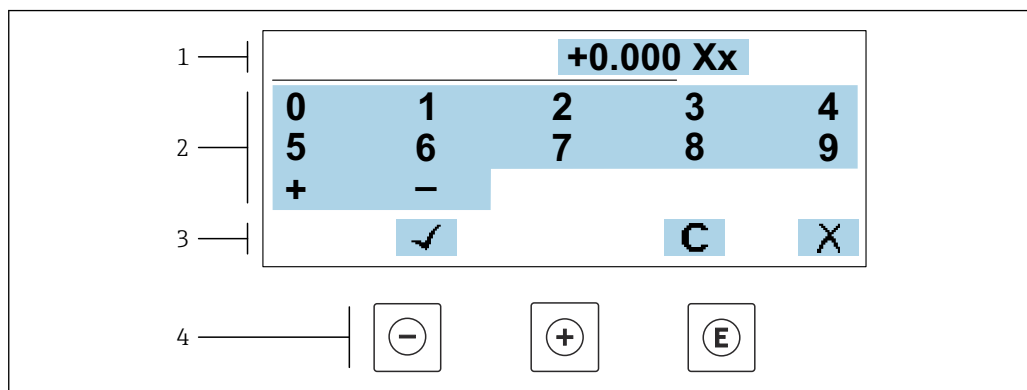 1 +0.000 Xx
0 1 2 3 4
2 5 6 7 8 9
+ −
3 ✓ C X
4 − + E